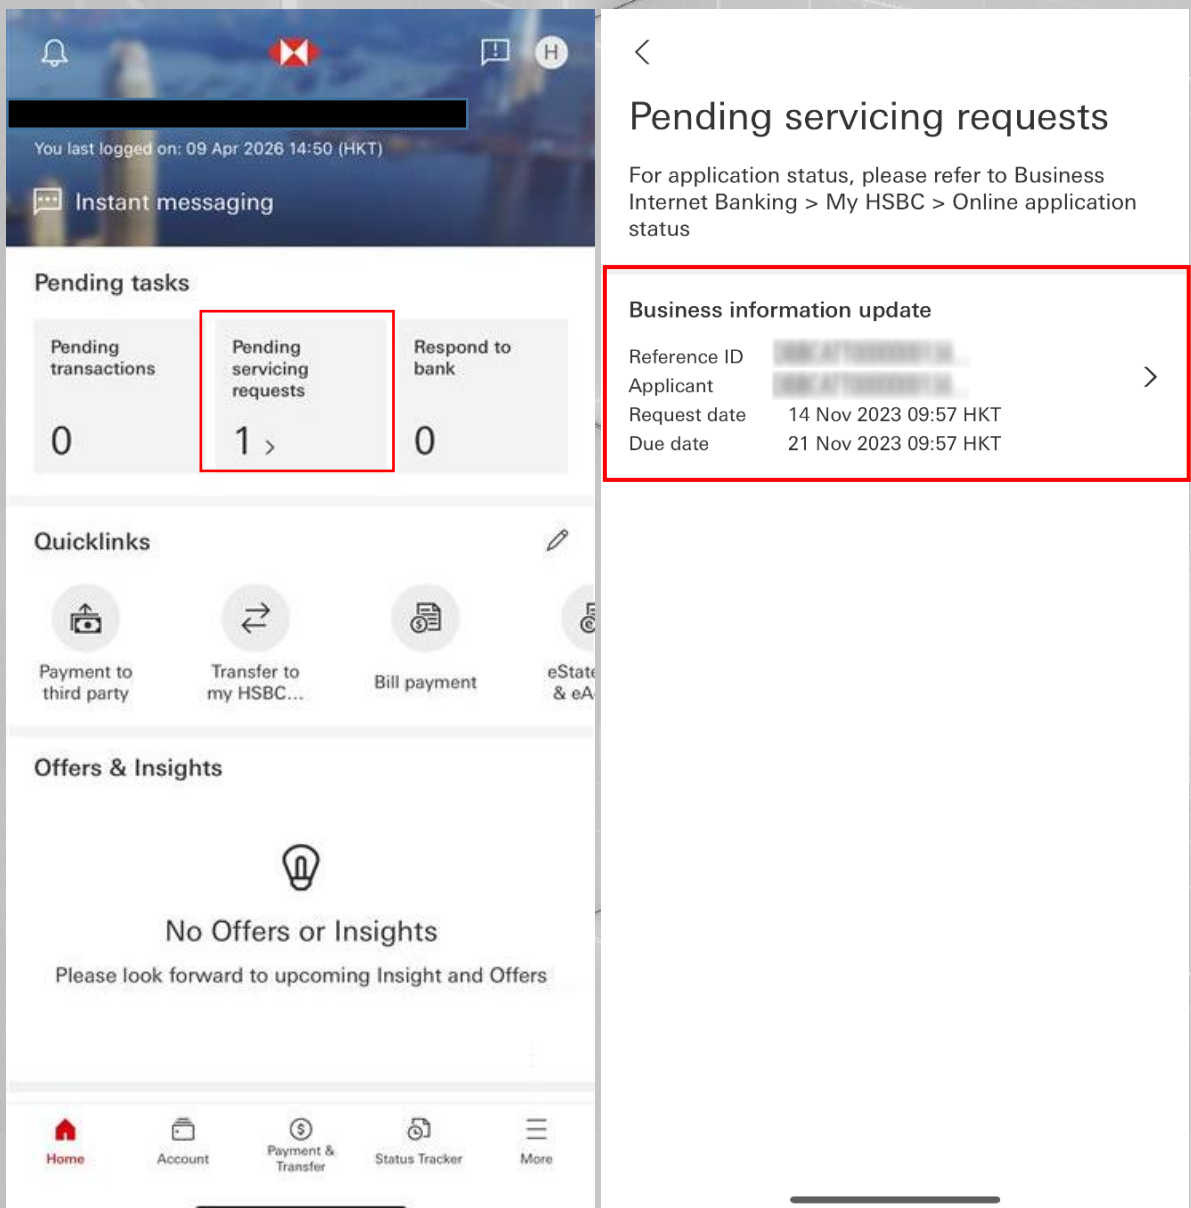 H
You last logged on: 09 Apr 2026 14:50 (HKT)
Instant messaging
Pending tasks
Pending transactions
0
Pending servicing requests
1
Respond to bank
0
Quicklinks
Payment to third party
Transfer to my HSBC...
Bill payment
eState
& eA
Offers & Insights
No Offers or Insights
Please look forward to upcoming Insight and Offers
Home
Account
Payment & Transfer
Status Tracker
More
Pending servicing requests
For application status, please refer to Business
Internet Banking > My HSBC > Online application
status
Business information update
Reference ID
Applicant
Request date 14 Nov 2023 09:57 HKT
Due date 21 Nov 2023 09:57 HKT